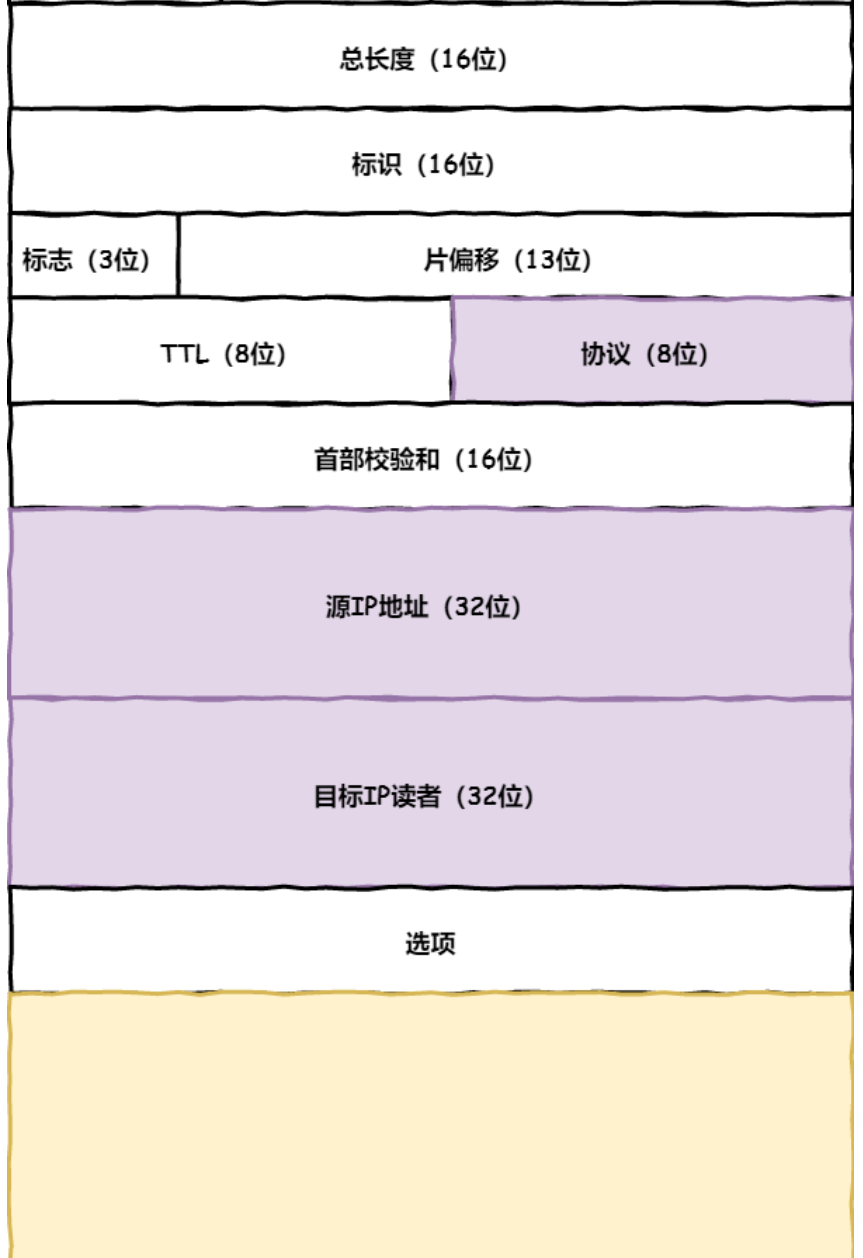 总长度（16位）
标识（16位）
标志（3位） 片偏移（13位）
TTL（8位） 协议（8位）
首部校验和（16位）
源IP地址（32位）
目标IP读者（32位）
选项